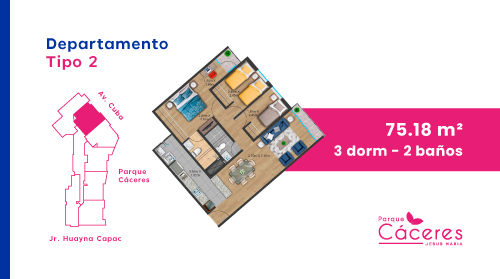 Departamento
Tipo 2
Av. Cuba
Parque
Cáceres
Jr. Huayna Capac
75.18 m²
3 dorm - 2 baños
Parque
Cáceres
JESÚS MARÍA